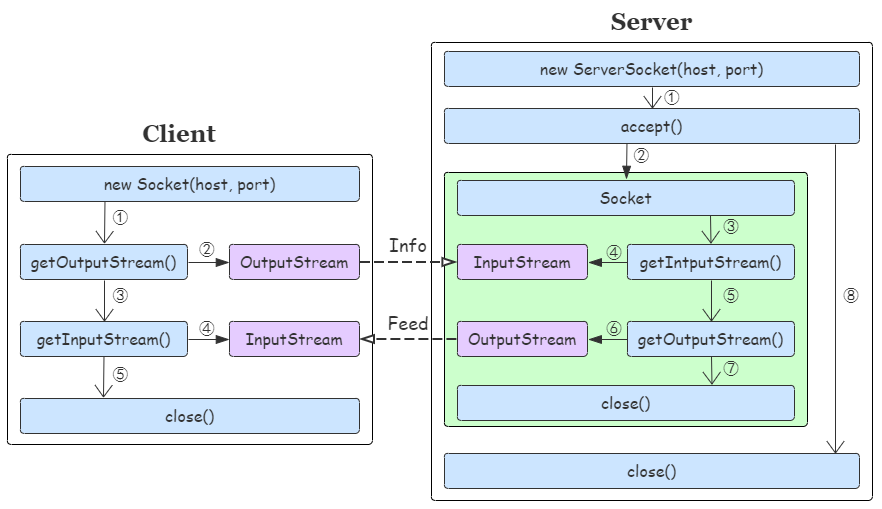 Server
new ServerSocket(host, port)
①
accept()
②
⑧
Socket
③
InputStream
④
getIntputStream()
⑤
OutputStream
⑥
getOutputStream()
⑦
close()
close()
Client
new Socket(host, port)
①
getOutputStream()
②
OutputStream
Info
③
getInputStream()
④
InputStream
Feed
⑤
close()